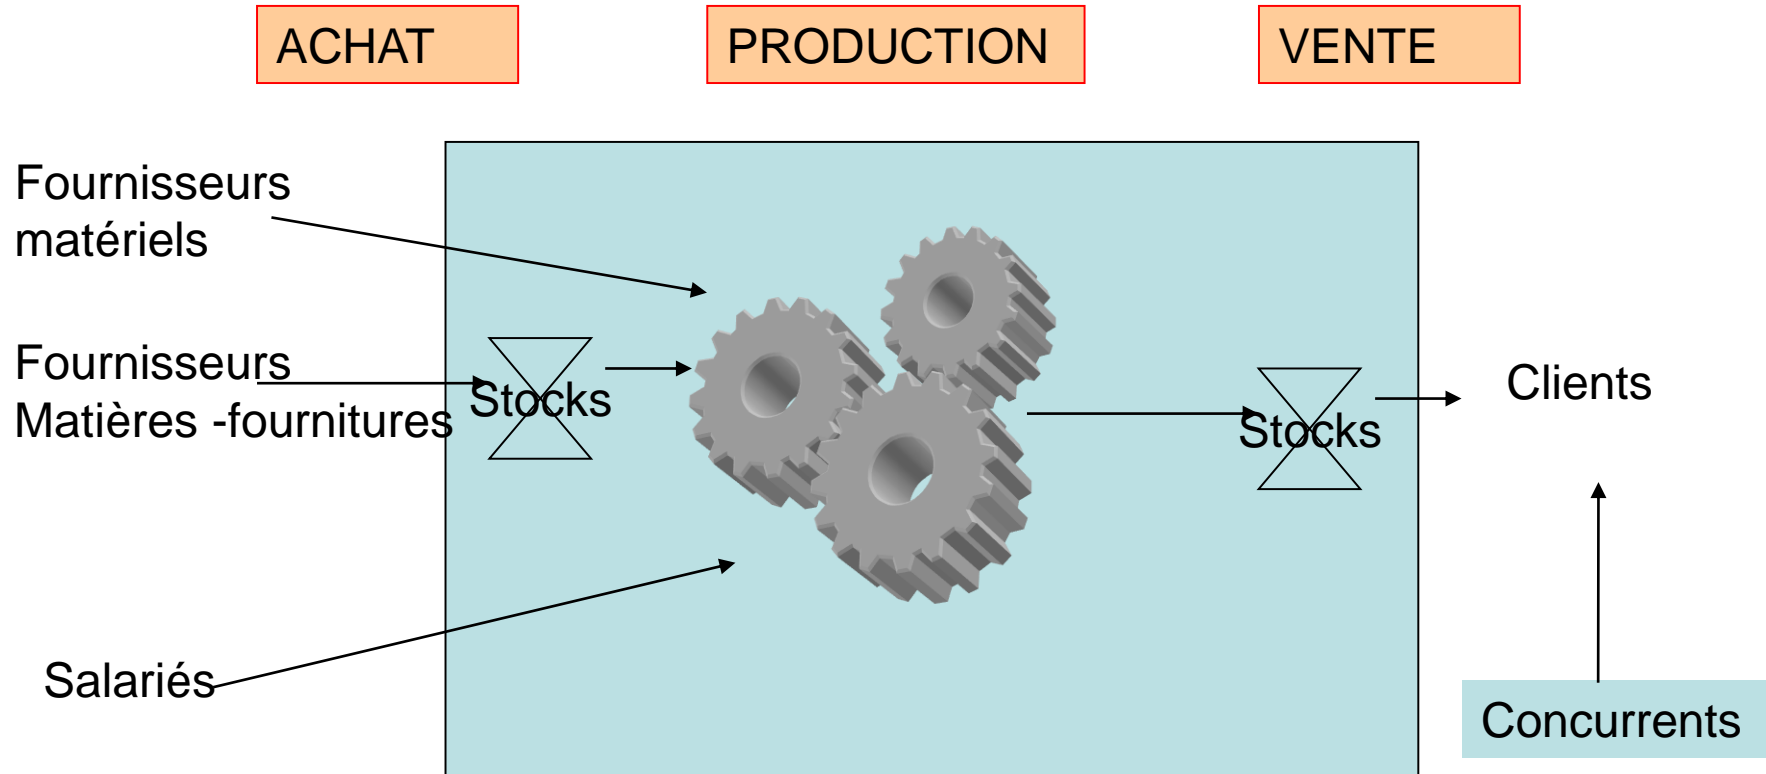 ACHAT
PRODUCTION
VENTE
Fournisseurs
matériels
Fournisseurs
Matières -fournitures
Stocks
Stocks
Clients
Salariés
Concurrents